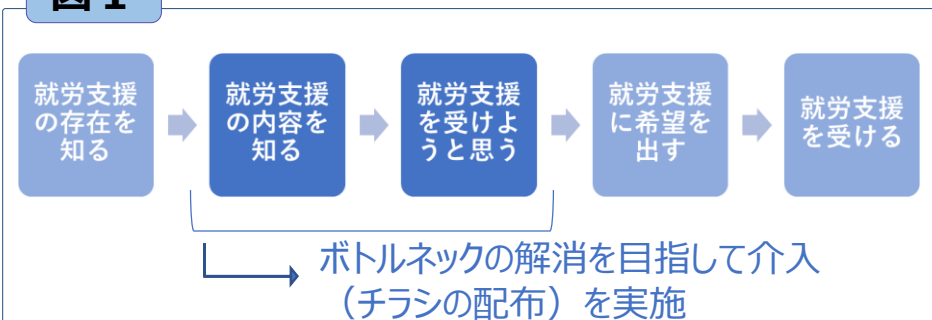 図1
就労支援
の存在を
知る
就労支援
の内容を
知る
就労支援
を受けよ
うと思う
就労支援
に希望を
出す
就労支援
を受ける
ボトルネックの解消を目指して介入
（チラシの配布）を実施